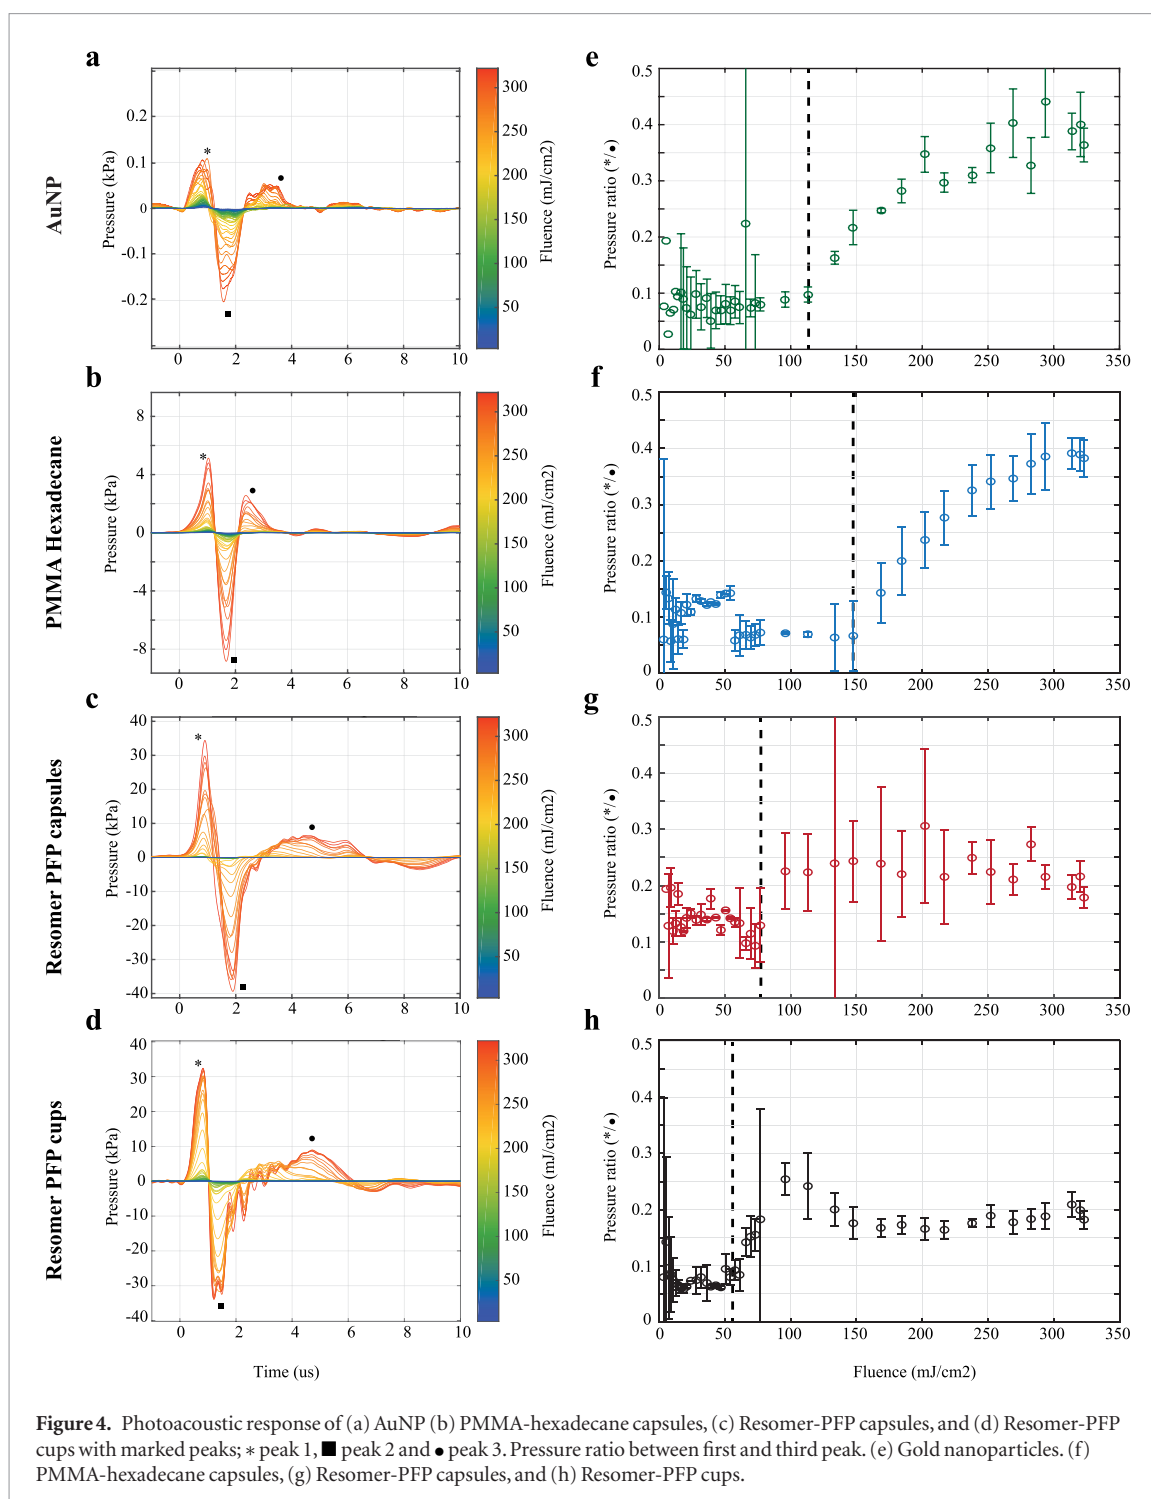 a
AuNP
Pressure (kPa)
0.2
0.1
0
-0.1
-0.2
*
●
■
0 2 4 6 8 10
300
250
200
150
100
50
Fluence (mJ/cm2)
e
Pressure ratio (*/●)
0.5
0.4
0.3
0.2
0.1
0
0 50 100 150 200 250 300 350
b
PMMA Hexadecane
Pressure (kPa)
8
4
0
-4
-8
*
●
■
0 2 4 6 8 10
300
250
200
150
100
50
Fluence (mJ/cm2)
f
Pressure ratio (*/●)
0.5
0.4
0.3
0.2
0.1
0
0 50 100 150 200 250 300 350
c
Resomer PFP capsules
Pressure (kPa)
40
30
20
10
0
-10
-20
-30
-40
*
●
■
0 2 4 6 8 10
300
250
200
150
100
50
Fluence (mJ/cm2)
g
Pressure ratio (*/●)
0.5
0.4
0.3
0.2
0.1
0
0 50 100 150 200 250 300 350
d
Resomer PFP cups
Pressure (kPa)
40
30
20
10
0
-10
-20
-30
-40
*
●
■
0 2 4 6 8 10
Time (us)
300
250
200
150
100
50
Fluence (mJ/cm2)
h
Pressure ratio (*/●)
0.5
0.4
0.3
0.2
0.1
0
0 50 100 150 200 250 300 350
Fluence (mJ/cm2)
Figure 4. Photoacoustic response of (a) AuNP (b) PMMA-hexadecane capsules, (c) Resomer-PFP capsules, and (d) Resomer-PFP
cups with marked peaks; * peak 1, ■ peak 2 and ● peak 3. Pressure ratio between first and third peak. (e) Gold nanoparticles. (f)
PMMA-hexadecane capsules, (g) Resomer-PFP capsules, and (h) Resomer-PFP cups.